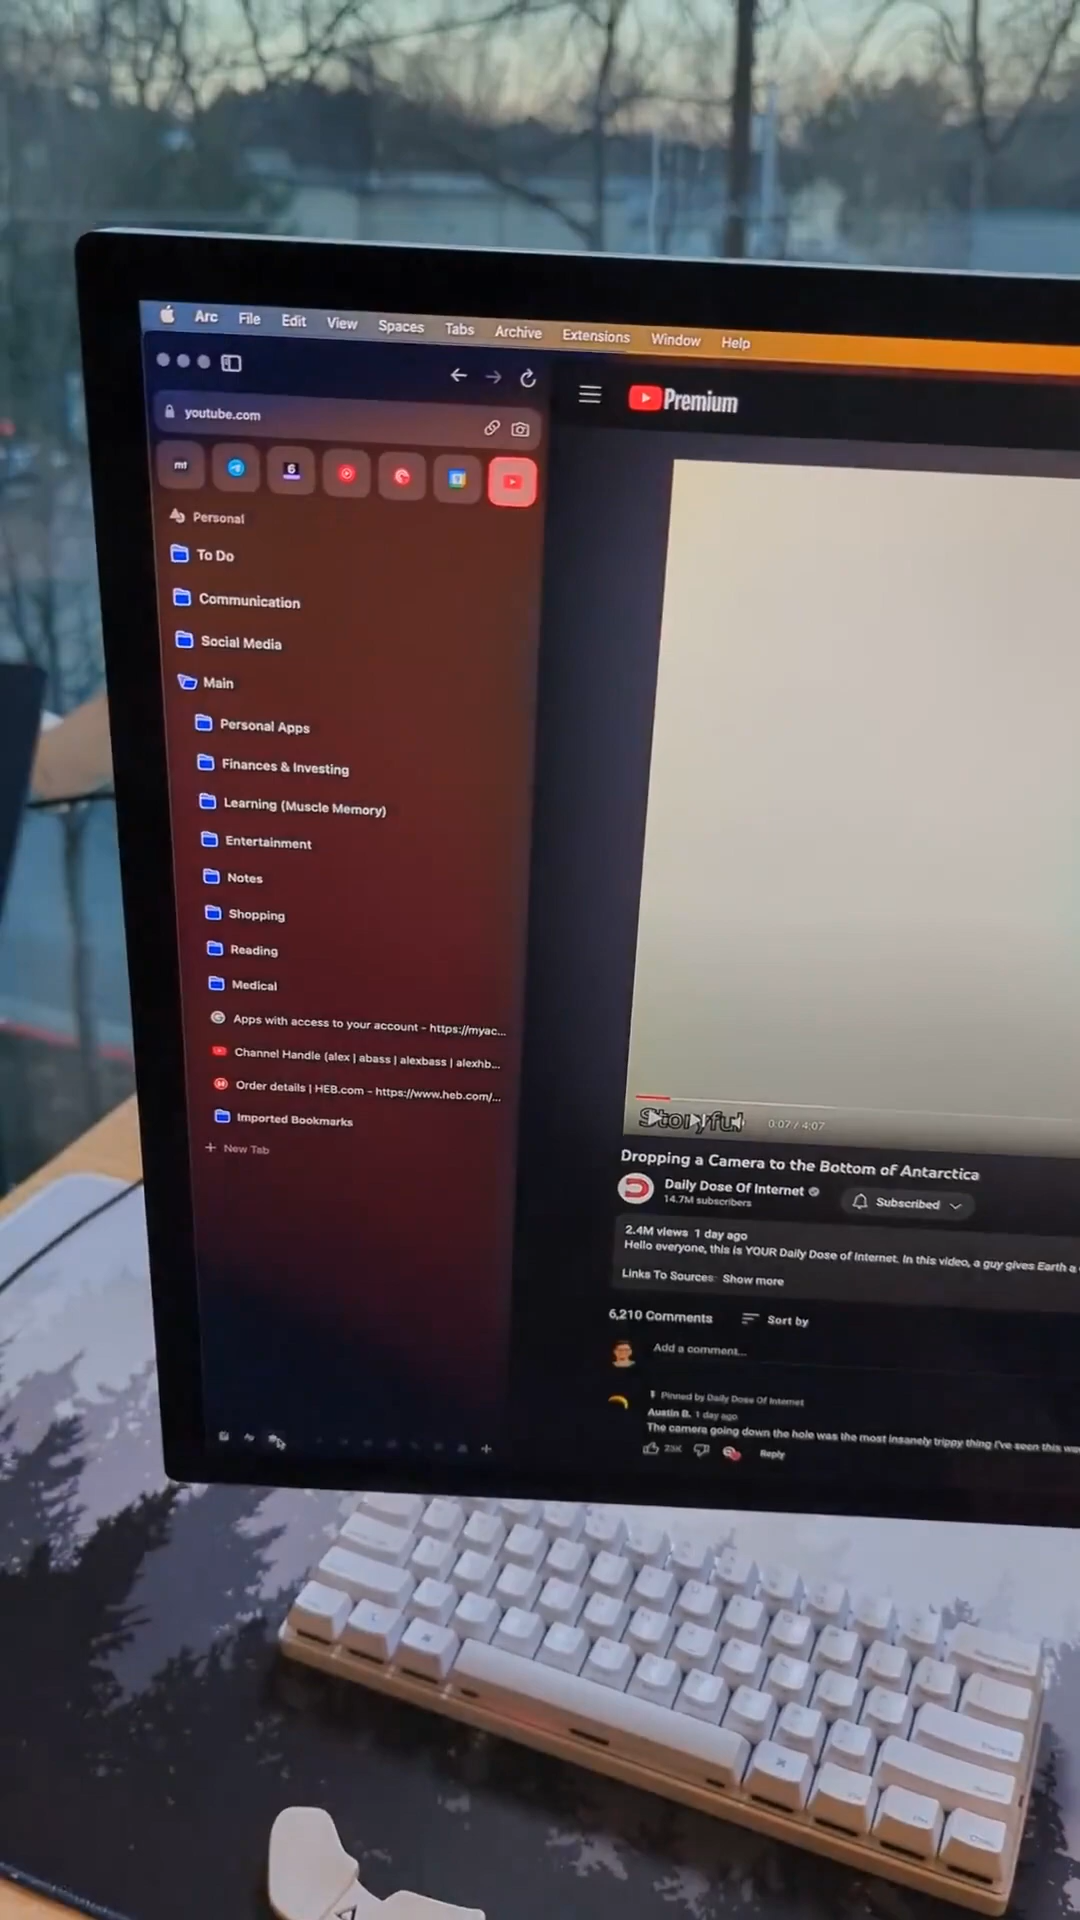 Arc File Edit View Spaces Tabs Archive Extensions Window Help
youtube.com
Premium
m1
6
Personal
To Do
Communication
Social Media
Main
Personal Apps
Finances & Investing
Learning (Muscle Memory)
Entertainment
Notes
Shopping
Reading
Medical
Apps with access to your account - https://myac...
Channel Handle (alex | abass | alexbass | alexhb...
Order details | HEB.com - https://www.heb.com/...
Imported Bookmarks
+ New Tab
Storyful
0:07 / 4:07
Dropping a Camera to the Bottom of Antarctica
Daily Dose Of Internet
14.7M subscribers
Subscribed
2.4M views 1 day ago
Hello everyone, this is YOUR Daily Dose of Internet. In this video, a guy gives Earth a
Links To Sources: Show more
6,210 Comments
Sort by
Add a comment...
Pinned by Daily Dose Of Internet
Austin B. 1 day ago
The camera going down the hole was the most insanely trippy thing I've seen this
Reply